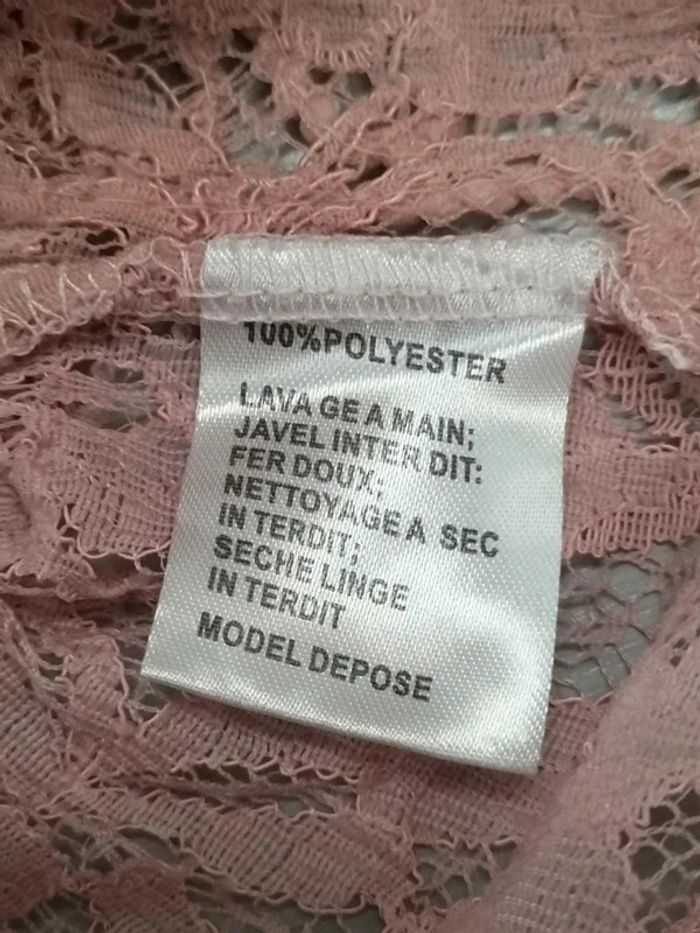 100%POLYESTER
LAVA GE A MAIN;
JAVEL INTER DIT:
FER DOUX;
NETTOYAGE A SEC
IN TERDIT;
SECHE LINGE
IN TERDIT
MODEL DEPOSE